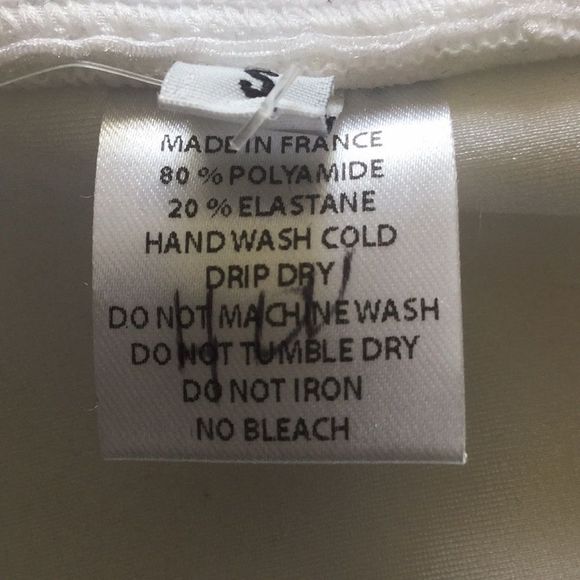 S
MADE IN FRANCE
80 % POLYAMIDE
20 % ELASTANE
HAND WASH COLD
DRIP DRY
DO NOT MACHINE WASH
DO NOT TUMBLE DRY
DO NOT IRON
NO BLEACH